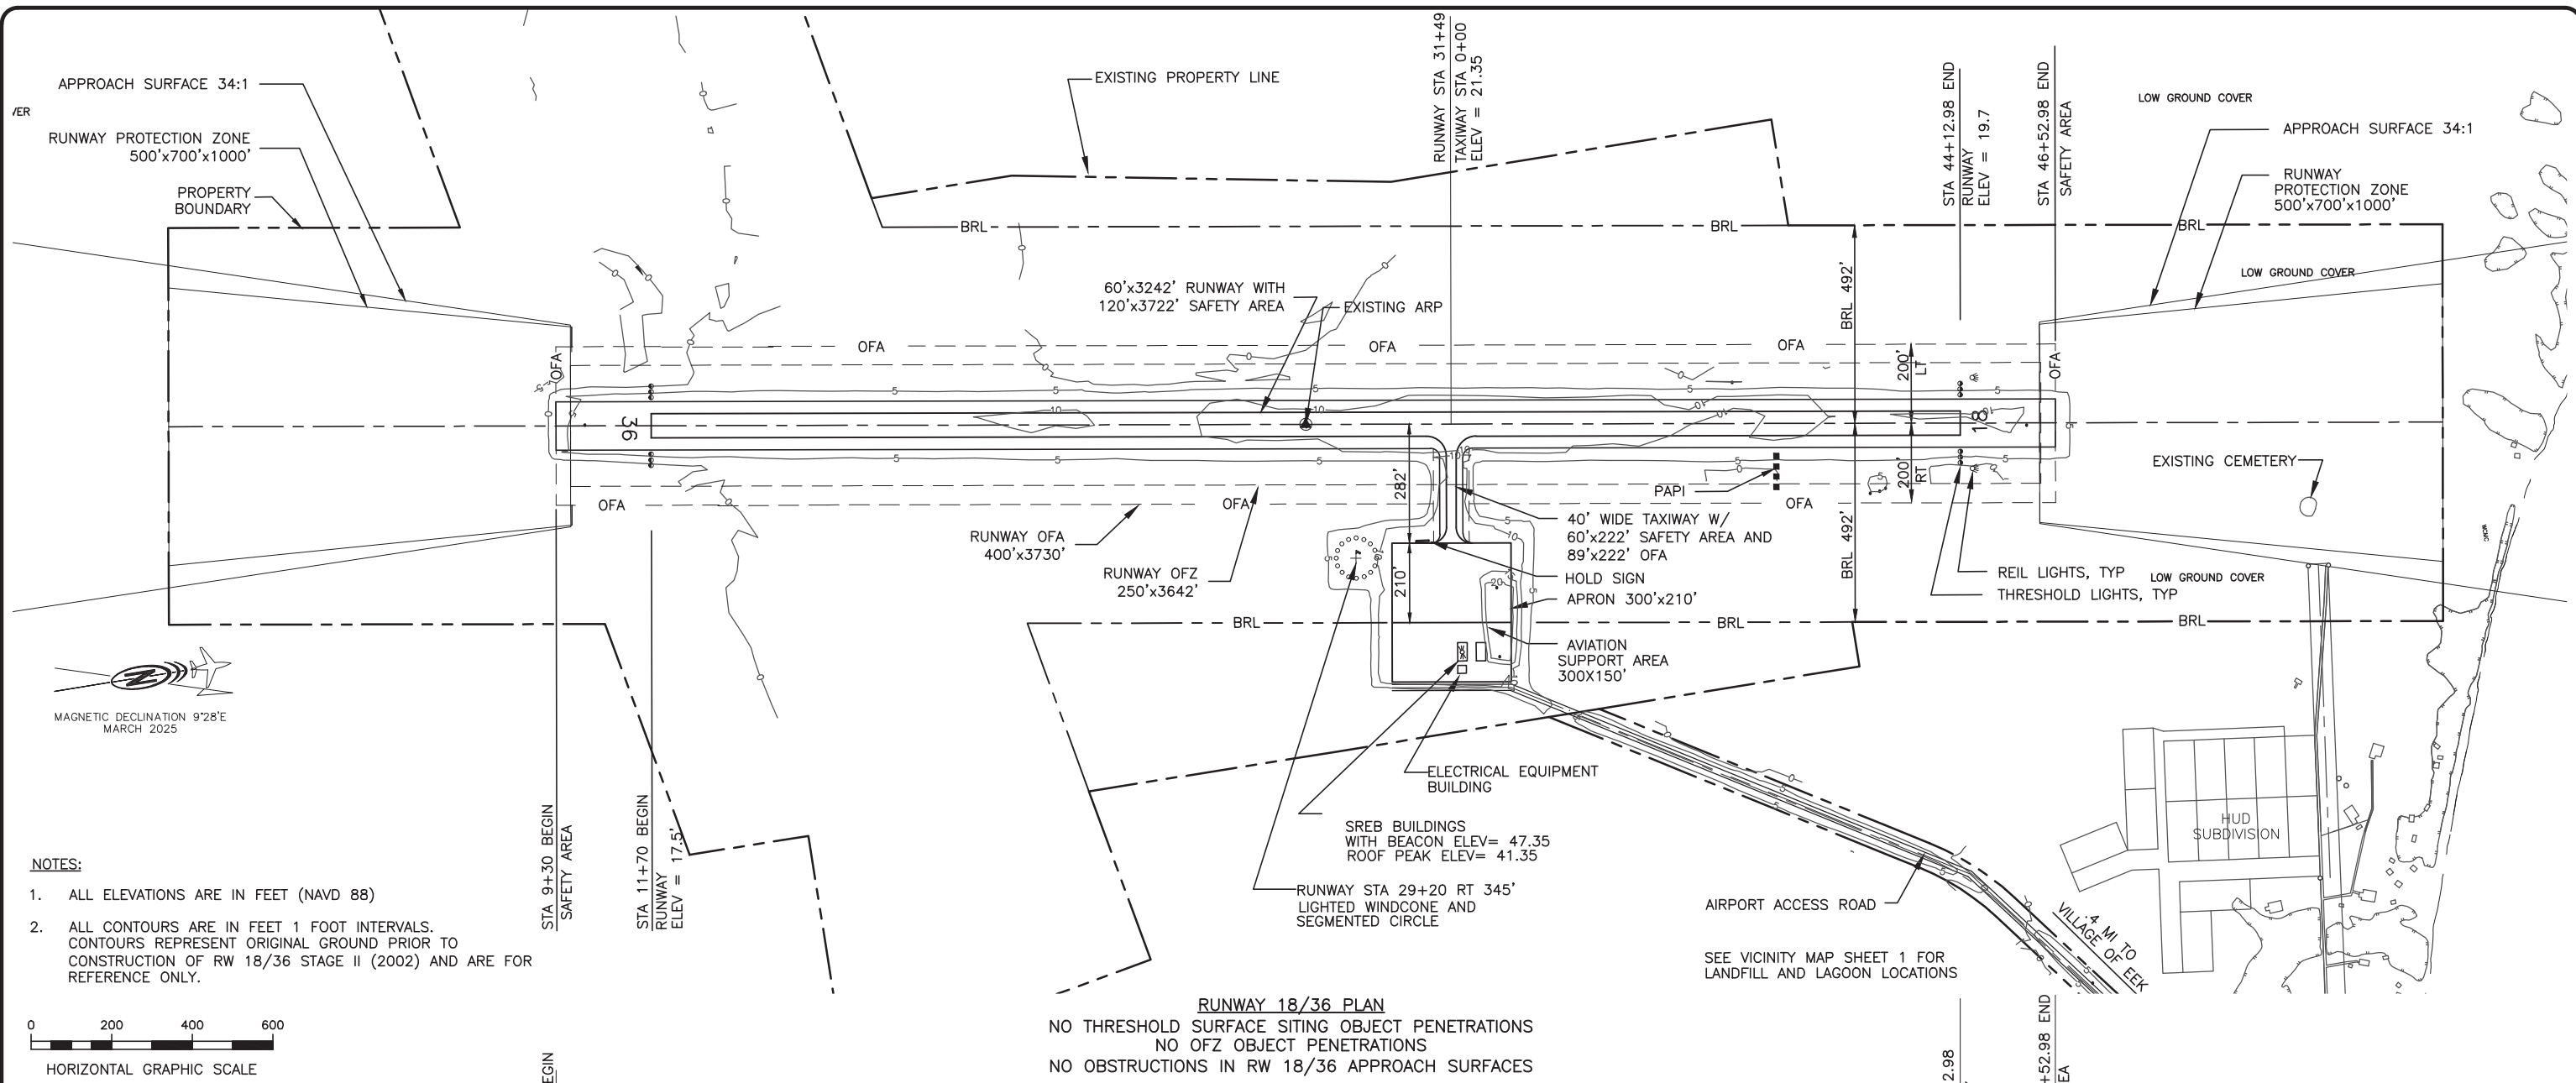 APPROACH SURFACE 34:1
RUNWAY PROTECTION ZONE
500'x700'x1000'
PROPERTY
BOUNDARY
EXISTING PROPERTY LINE
RUNWAY STA 31+49
TAXIWAY STA 0+00
ELEV = 21.35
STA 44+12.98 END
RUNWAY
ELEV = 19.7
STA 46+52.98 END
SAFETY AREA
LOW GROUND COVER
APPROACH SURFACE 34:1
RUNWAY
PROTECTION ZONE
500'x700'x1000'
BRL
BRL
BRL
LOW GROUND COVER
60'x3242' RUNWAY WITH
120'x3722' SAFETY AREA
EXISTING ARP
BRL 492'
OFA
OFA
OFA
OFA
OFA
200'
LT
36
18
282'
200'
RT
PAPI
EXISTING CEMETERY
OFA
OFA
OFA
RUNWAY OFA
400'x3730'
RUNWAY OFZ
250'x3642'
40' WIDE TAXIWAY W/
60'x222' SAFETY AREA AND
89'x222' OFA
HOLD SIGN
APRON 300'x210'
210'
BRL 492'
REIL LIGHTS, TYP
THRESHOLD LIGHTS, TYP
LOW GROUND COVER
BRL
BRL
BRL
AVIATION
SUPPORT AREA
300X150'
MAGNETIC DECLINATION 9°28'E
MARCH 2025
ELECTRICAL EQUIPMENT
BUILDING
SREB BUILDINGS
WITH BEACON ELEV= 47.35
ROOF PEAK ELEV= 41.35
RUNWAY STA 29+20 RT 345'
LIGHTED WINDCONE AND
SEGMENTED CIRCLE
STA 9+30 BEGIN
SAFETY AREA
STA 11+70 BEGIN
RUNWAY
ELEV = 17.5'
HUD
SUBDIVISION
AIRPORT ACCESS ROAD
.4 MI TO
VILLAGE OF EEK
SEE VICINITY MAP SHEET 1 FOR
LANDFILL AND LAGOON LOCATIONS
NOTES:
1. ALL ELEVATIONS ARE IN FEET (NAVD 88)
2. ALL CONTOURS ARE IN FEET 1 FOOT INTERVALS.
CONTOURS REPRESENT ORIGINAL GROUND PRIOR TO
CONSTRUCTION OF RW 18/36 STAGE II (2002) AND ARE FOR
REFERENCE ONLY.
0 200 400 600
HORIZONTAL GRAPHIC SCALE
RUNWAY 18/36 PLAN
NO THRESHOLD SURFACE SITING OBJECT PENETRATIONS
NO OFZ OBJECT PENETRATIONS
NO OBSTRUCTIONS IN RW 18/36 APPROACH SURFACES